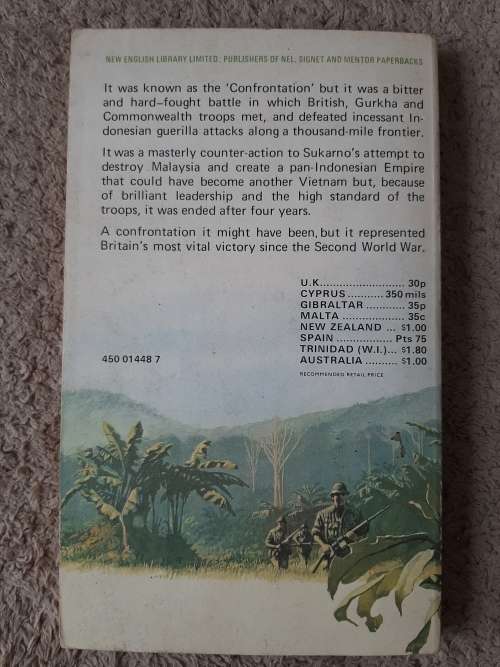 NEW ENGLISH LIBRARY LIMITED: PUBLISHERS OF NEL, SIGNET AND MENTOR PAPERBACKS
It was known as the 'Confrontation' but it was a bitter
and hard-fought battle in which British, Gurkha and
Commonwealth troops met, and defeated incessant In-
donesian guerilla attacks along a thousand-mile frontier.
It was a masterly counter-action to Sukarno's attempt to
destroy Malaysia and create a pan-Indonesian Empire
that could have become another Vietnam but, because
of brilliant leadership and the high standard of the
troops, it was ended after four years.
A confrontation it might have been, but it represented
Britain's most vital victory since the Second World War.
U.K.......................... 30p
CYPRUS........... 350 mils
GIBRALTAR ............ 35p
MALTA ................... 35c
NEW ZEALAND ... $1.00
SPAIN ................. Pts 75
TRINIDAD (W.I.)... $1.80
AUSTRALIA .......... $1.00
RECOMMENDED RETAIL PRICE
450 01448 7